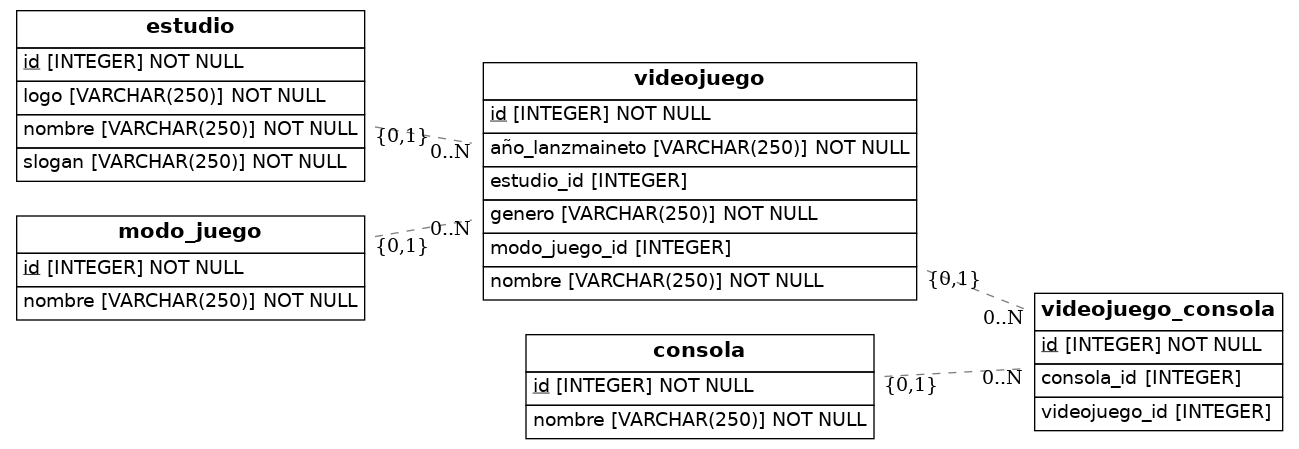 estudio
id [INTEGER] NOT NULL
logo [VARCHAR(250)] NOT NULL
nombre [VARCHAR(250)] NOT NULL
slogan [VARCHAR(250)] NOT NULL
{0,1}
0..N
modo_juego
id [INTEGER] NOT NULL
nombre [VARCHAR(250)] NOT NULL
{0,1}
0..N
videojuego
id [INTEGER] NOT NULL
año_lanzmaineto [VARCHAR(250)] NOT NULL
estudio_id [INTEGER]
genero [VARCHAR(250)] NOT NULL
modo_juego_id [INTEGER]
nombre [VARCHAR(250)] NOT NULL
{0,1}
0..N
consola
id [INTEGER] NOT NULL
nombre [VARCHAR(250)] NOT NULL
{0,1}
0..N
videojuego_consola
id [INTEGER] NOT NULL
consola_id [INTEGER]
videojuego_id [INTEGER]